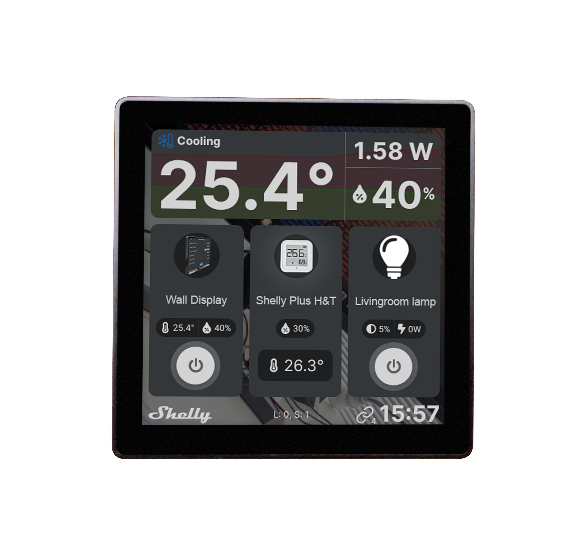 Cooling
25.4°
1.58 W
40%
Wall Display
25.4° 40%
Shelly Plus H&T
30%
26.3°
Livingroom lamp
5% 0W
Shelly
L: 0, S: 1
4
15:57